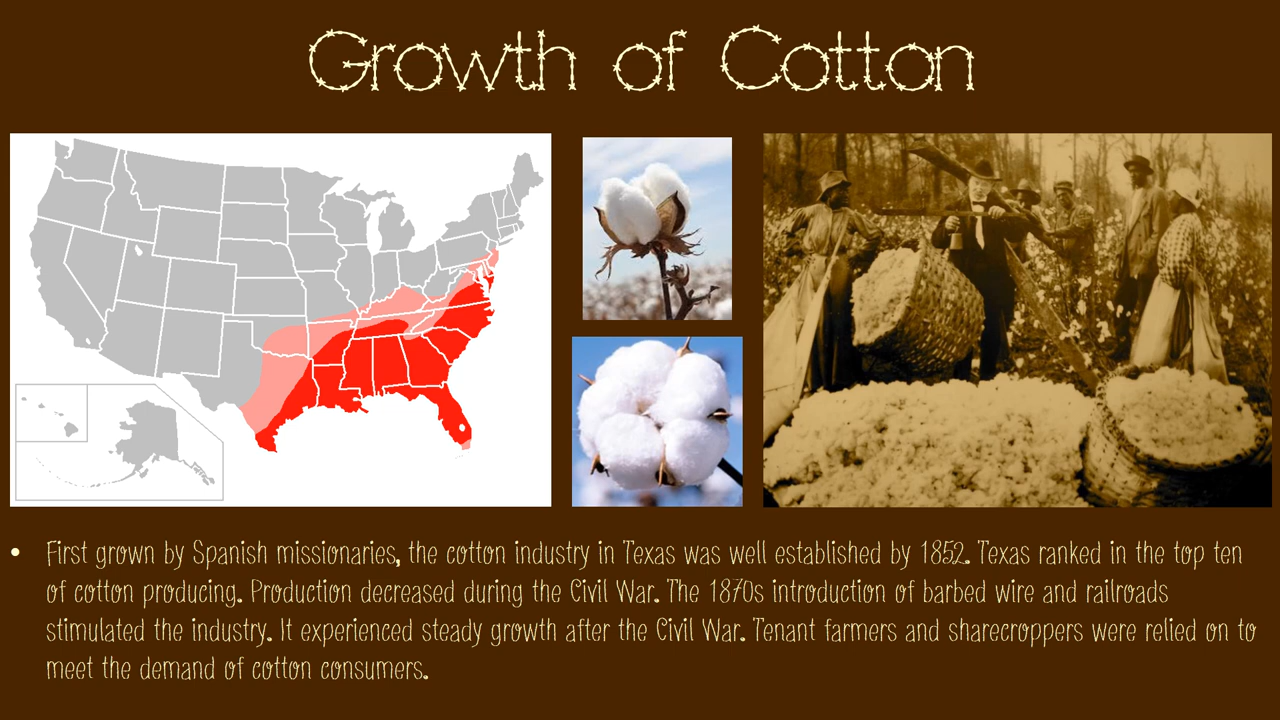 Growth of Cotton
• First grown by Spanish missionaries, the cotton industry in Texas was well established by 1852. Texas ranked in the top ten
of cotton producing. Production decreased during the Civil War. The 1870s introduction of barbed wire and railroads
stimulated the industry. It experienced steady growth after the Civil War. Tenant farmers and sharecroppers were relied on to
meet the demand of cotton consumers.